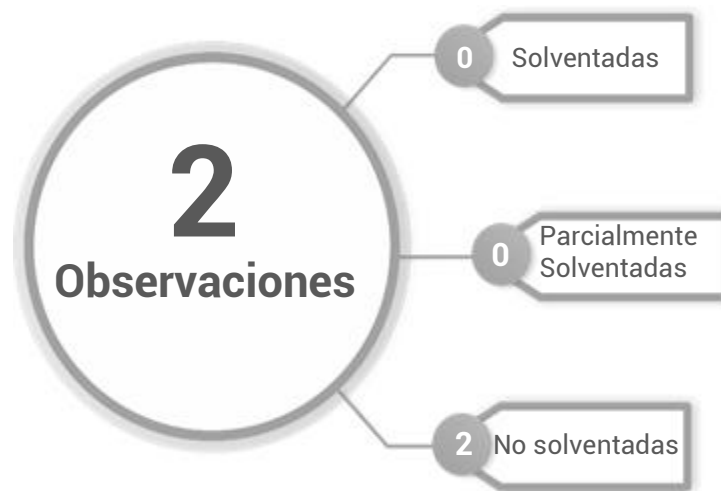 2
Observaciones
0 Solventadas
0 Parcialmente
Solventadas
2 No solventadas